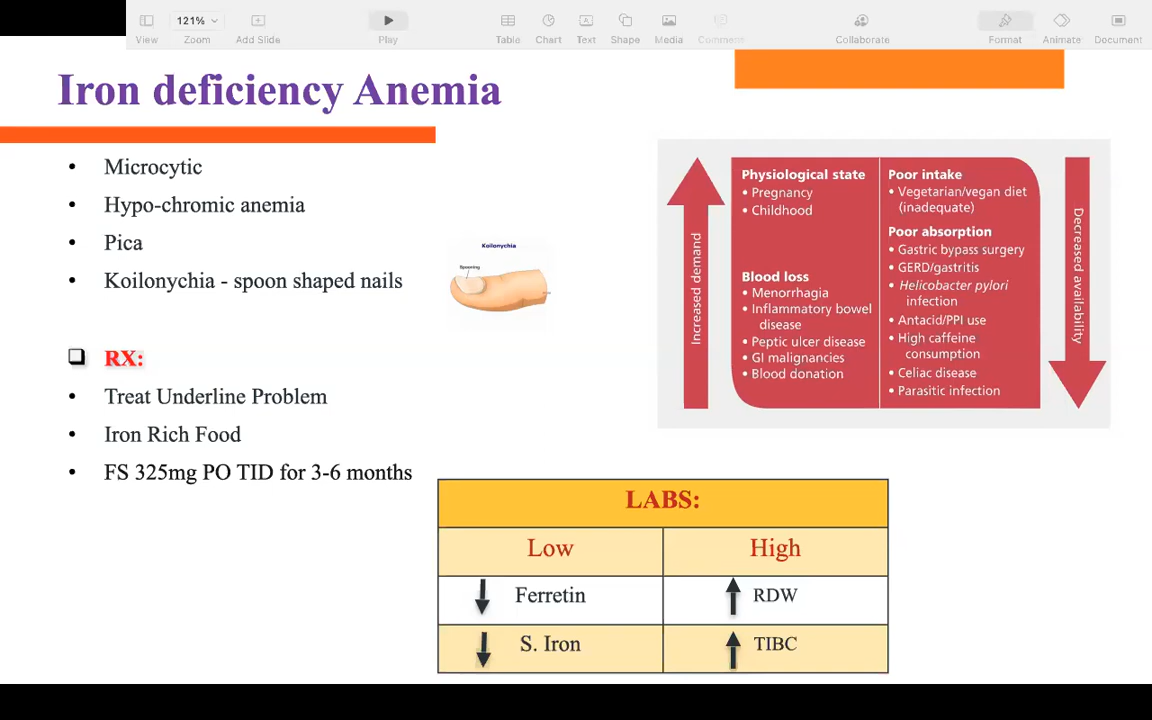 121%
View
Zoom
Add Slide
Play
Table
Chart
Text
Shape
Media
Comment
Collaborate
Format
Animate
Document
Iron deficiency Anemia
• Microcytic
• Hypo-chromic anemia
• Pica
• Koilonychia - spoon shaped nails
Koilonychia
Spooning
RX:
• Treat Underline Problem
• Iron Rich Food
• FS 325mg PO TID for 3-6 months
Increased demand
Physiological state
• Pregnancy
• Childhood
Blood loss
• Menorrhagia
• Inflammatory bowel
disease
• Peptic ulcer disease
• GI malignancies
• Blood donation
Poor intake
• Vegetarian/vegan diet
(inadequate)
Poor absorption
• Gastric bypass surgery
• GERD/gastritis
• Helicobacter pylori
infection
• Antacid/PPI use
• High caffeine
consumption
• Celiac disease
• Parasitic infection
Decreased availability
LABS:
Low High
Ferretin RDW
S. Iron TIBC